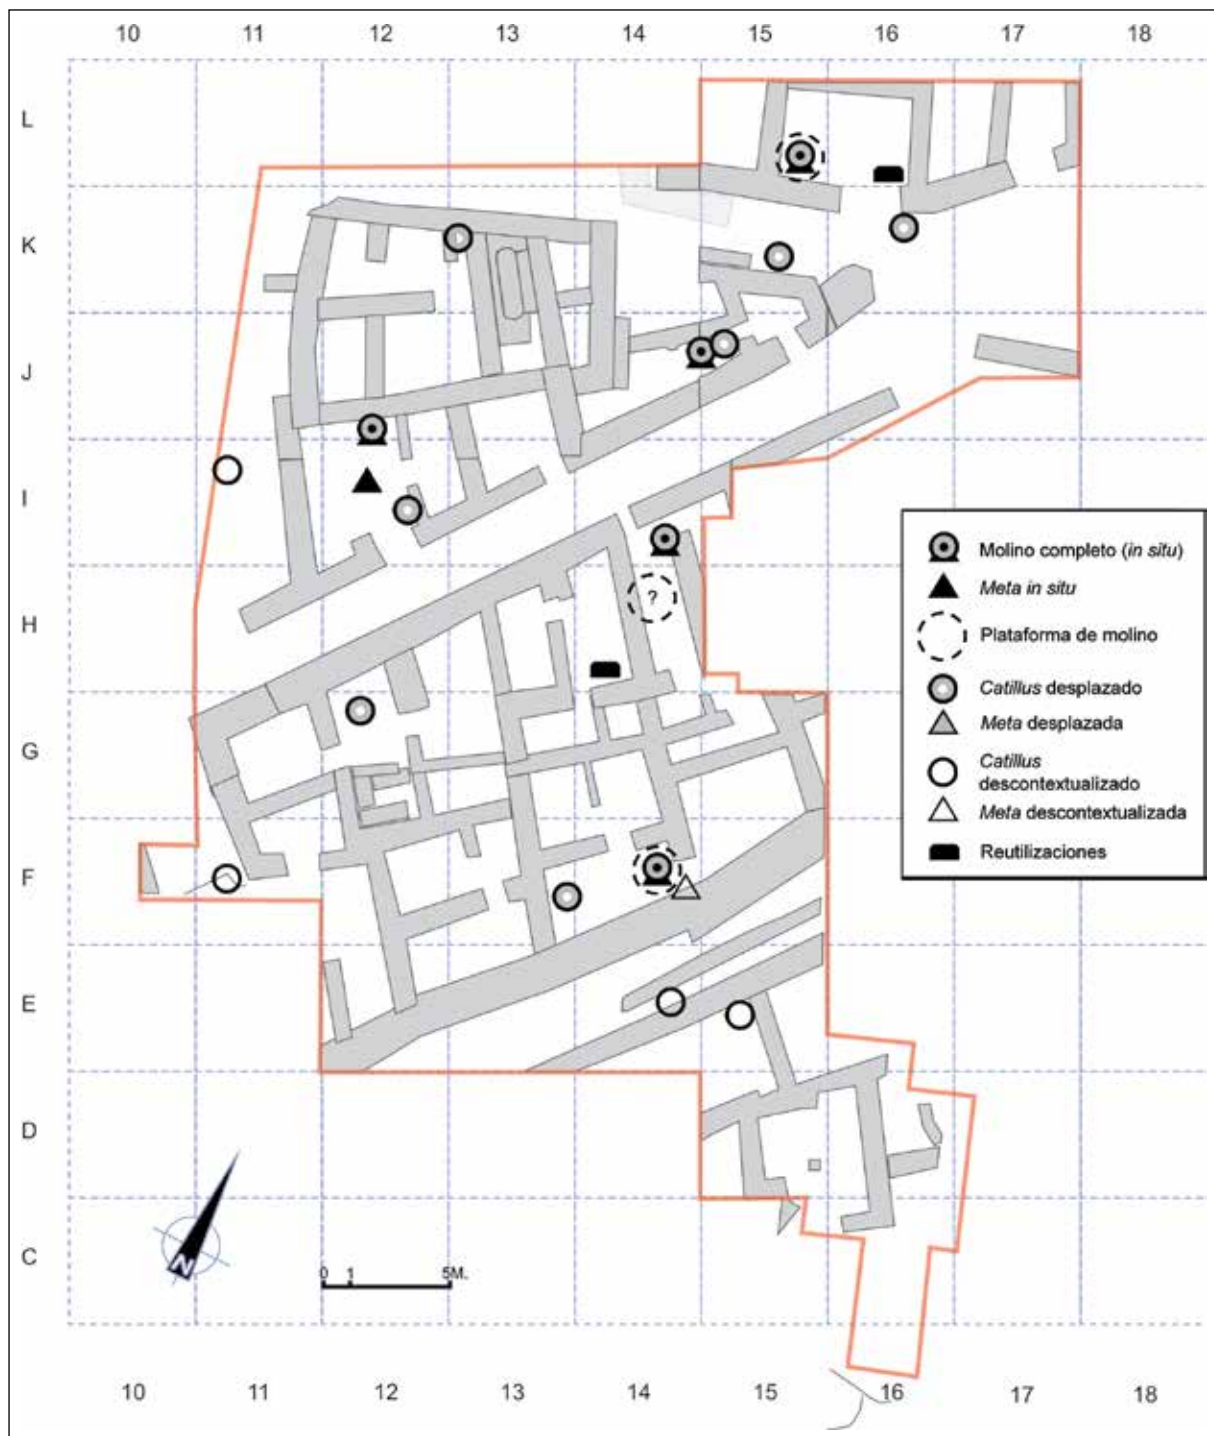 10 11 12 13 14 15 16 17 18
L
K
J
I
H
?
G
F
E
D
C
Molino completo (in situ)
Meta in situ
Plataforma de molino
Catillus desplazado
Meta desplazada
Catillus
descontextualizado
Meta descontextualizada
Reutilizaciones
N
0 1 5M.
10 11 12 13 14 15 16 17 18